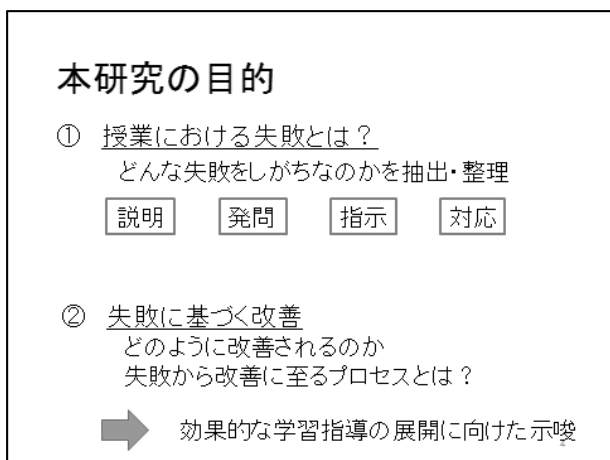 本研究の目的
① 授業における失敗とは？
どんな失敗をしがちなのかを抽出・整理
説明 発問 指示 対応
② 失敗に基づく改善
どのように改善されるのか
失敗から改善に至るプロセスとは？
効果的な学習指導の展開に向けた示唆